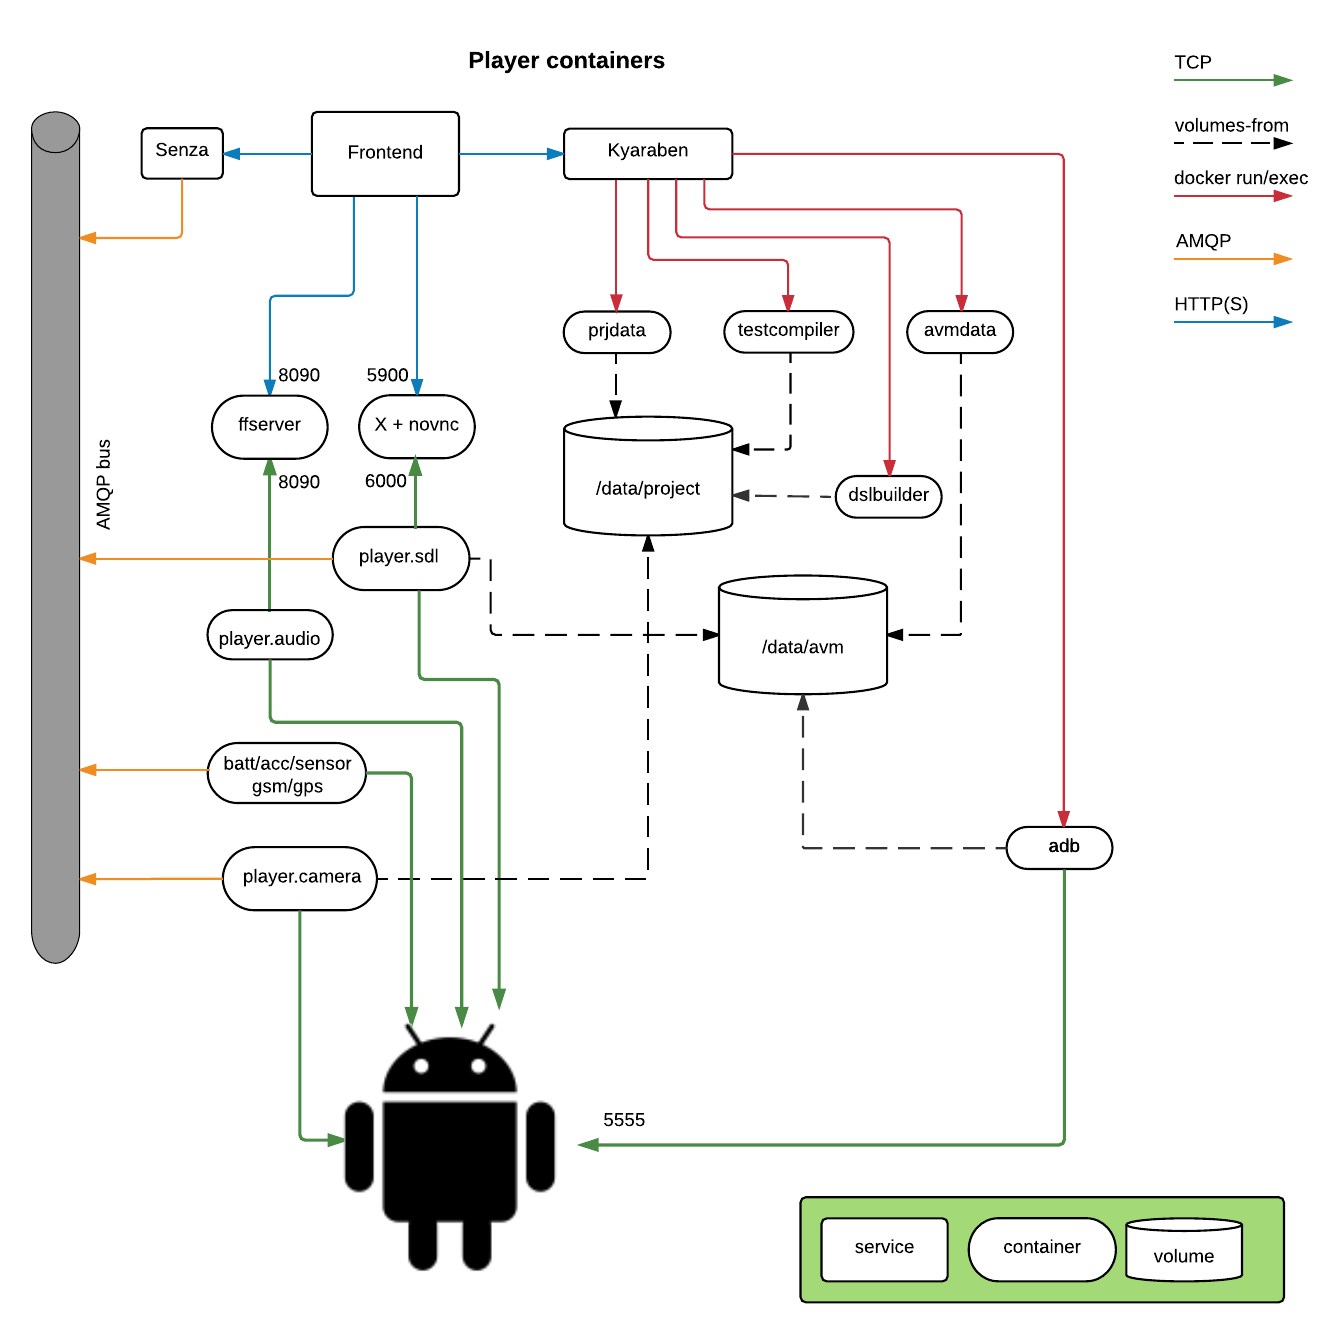 Player containers
TCP
volumes-from
docker run/exec
AMQP
HTTP(S)
Senza
Frontend
Kyaraben
prjdata
testcompiler
avmdata
8090
5900
ffserver
X + novnc
8090
6000
AMQP bus
/data/project
dslbuilder
player.sdl
player.audio
/data/avm
batt/acc/sensor
gsm/gps
player.camera
adb
5555
service
container
volume